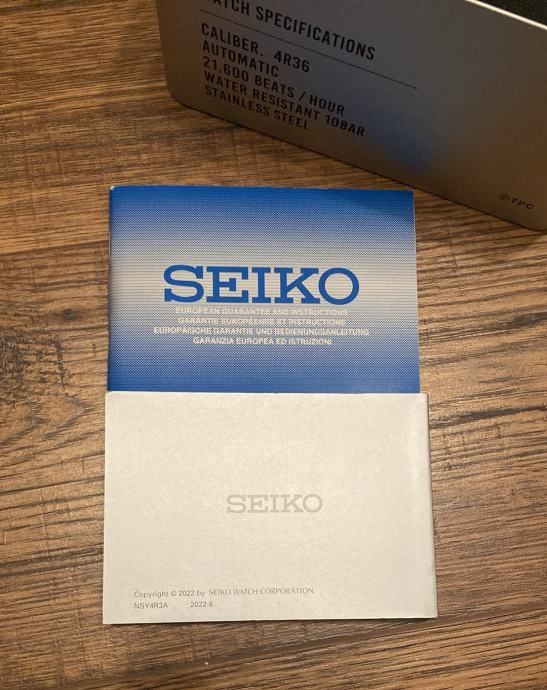 WATCH SPECIFICATIONS
CALIBER. 4R36
AUTOMATIC
21,600 BEATS / HOUR
WATER RESISTANT 10BAR
STAINLESS STEEL
©TPC
SEIKO
EUROPEAN GUARANTEE AND INSTRUCTIONS
GARANTIE EUROPÉENNE ET INSTRUCTIONS
EUROPÄISCHE GARANTIE UND BEDIENUNGSANLEITUNG
GARANZIA EUROPEA ED ISTRUZIONI
SEIKO
Copyright © 2022 by SEIKO WATCH CORPORATION
NSY4R3A 2022-6